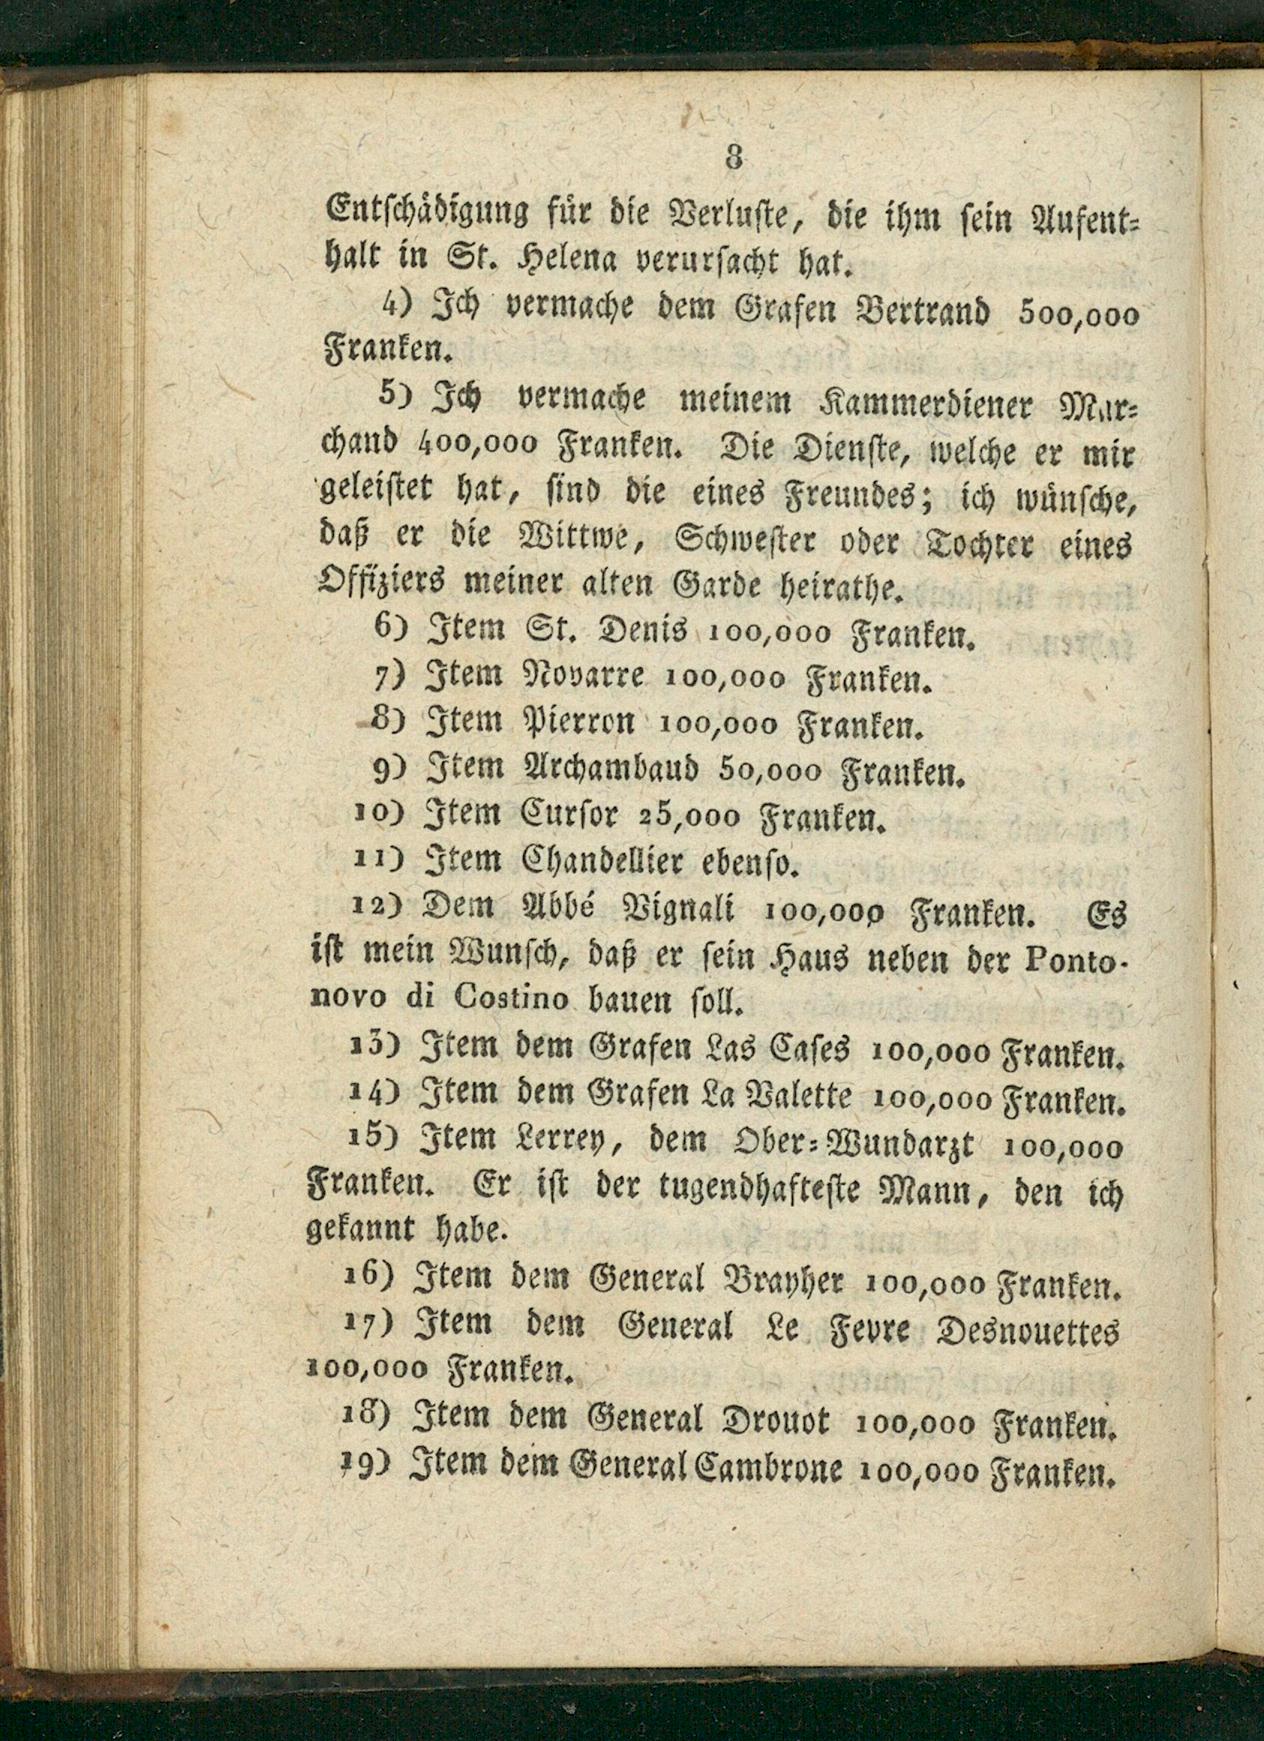 8
Entschädigung für die Verluste, die ihm sein Aufent-
halt in St. Helena verursacht hat.
4) Ich vermache dem Grafen Bertrand 500,000
Franken.
5) Ich vermache meinem Kammerdiener Mar-
chand 400,000 Franken. Die Dienste, welche er mir
geleistet hat, sind die eines Freundes; ich wünsche,
daß er die Wittwe, Schwester oder Tochter eines
Offiziers meiner alten Garde heirathe.
6) Item St. Denis 100,000 Franken.
7) Item Novarre 100,000 Franken.
8) Item Pierron 100,000 Franken.
9) Item Archambaud 50,000 Franken.
10) Item Cursor 25,000 Franken.
11) Item Chandellier ebenso.
12) Dem Abbé Vignali 100,000 Franken. Es
ist mein Wunsch, daß er sein Haus neben der Ponto-
novo di Costino bauen soll.
13) Item dem Grafen Las Cases 100,000 Franken.
14) Item dem Grafen La Valette 100,000 Franken.
15) Item Lerrey, dem Ober-Wundarzt 100,000
Franken. Er ist der tugendhafteste Mann, den ich
gekannt habe.
16) Item dem General Brayher 100,000 Franken.
17) Item dem General Le Fevre Desnouettes
100,000 Franken.
18) Item dem General Drouot 100,000 Franken.
19) Item dem General Cambrone 100,000 Franken.